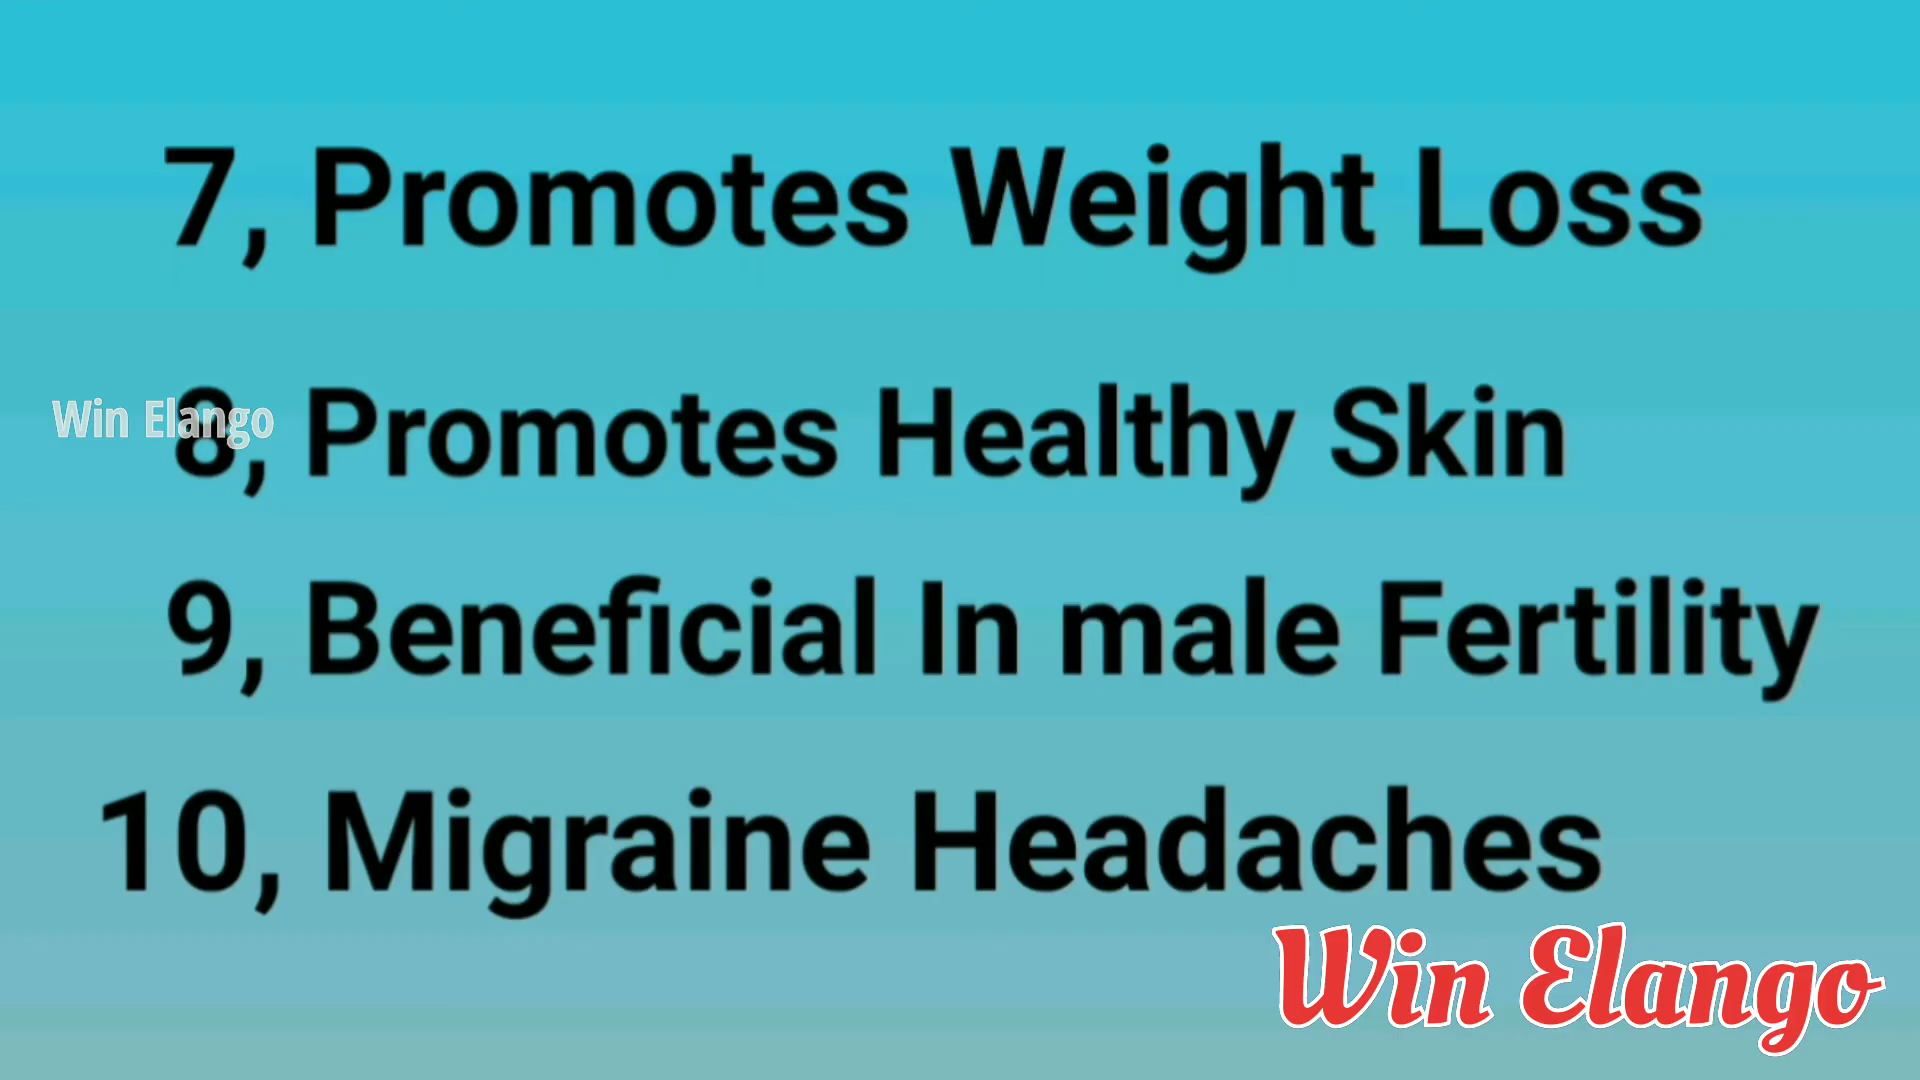 7, Promotes Weight Loss
Win Elango
8, Promotes Healthy Skin
9, Beneficial In male Fertility
10, Migraine Headaches
Win Elango